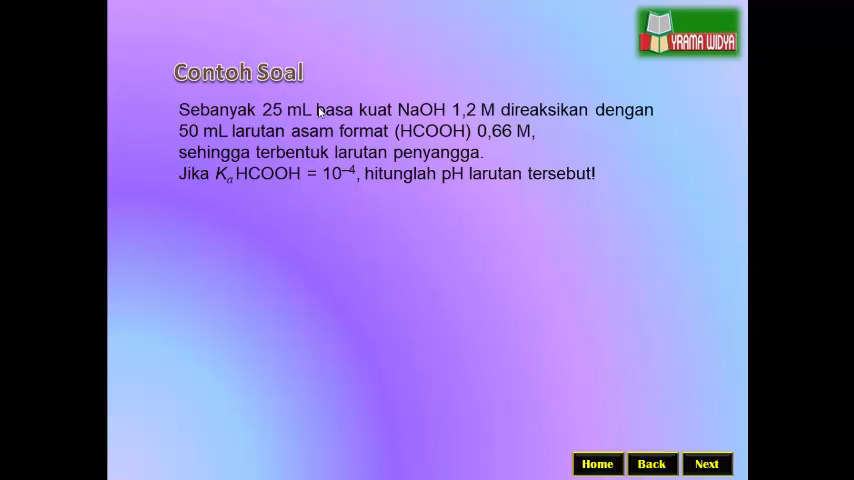 YRAMA WIDYA
Contoh Soal
Sebanyak 25 mL basa kuat NaOH 1,2 M direaksikan dengan
50 mL larutan asam format (HCOOH) 0,66 M,
sehingga terbentuk larutan penyangga.
Jika Kₐ HCOOH = 10⁻⁴, hitunglah pH larutan tersebut!
Home Back Next